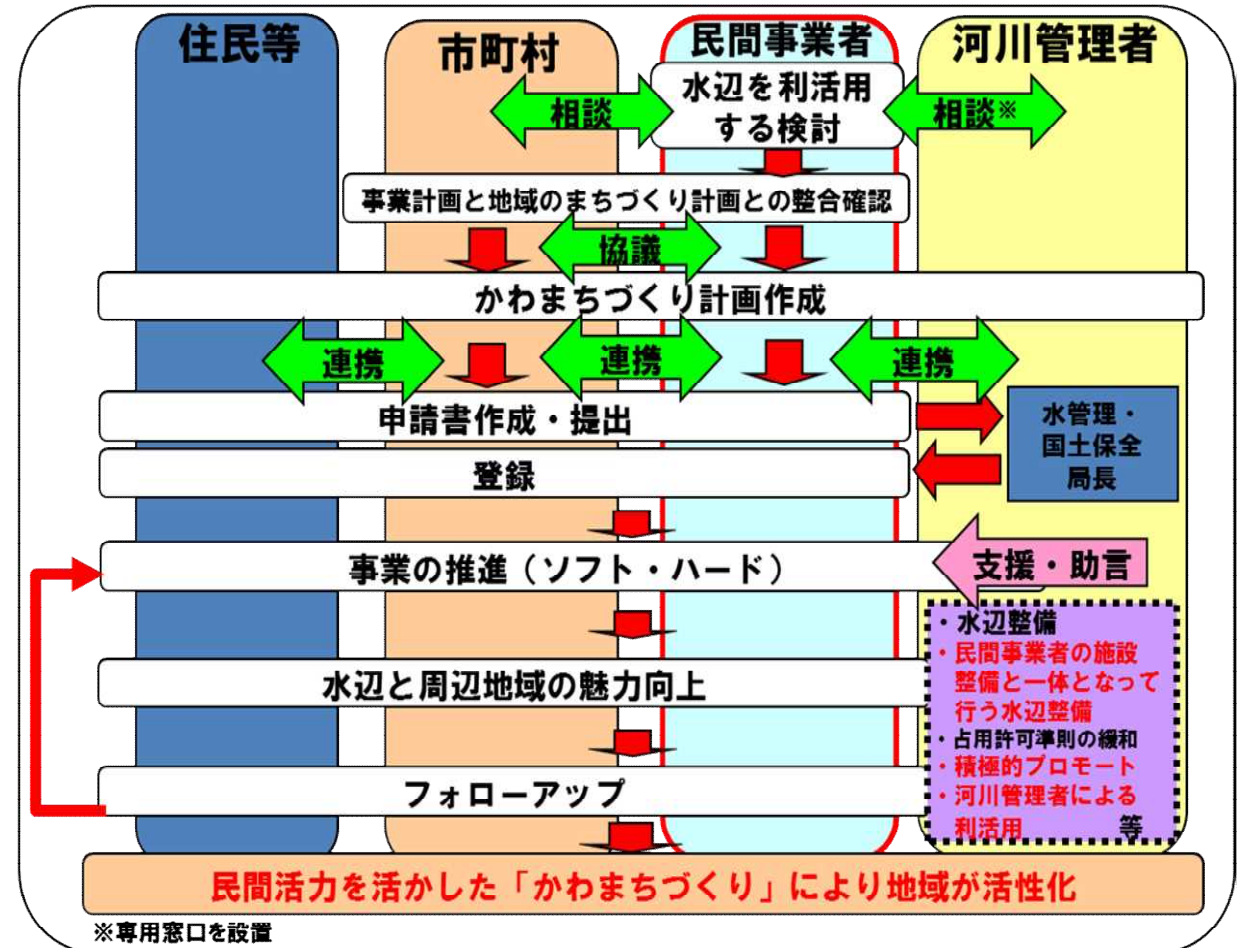 住民等
市町村
民間事業者
河川管理者
相談
水辺を利活用
する検討
相談※
事業計画と地域のまちづくり計画との整合確認
協議
かわまちづくり計画作成
連携
連携
連携
申請書作成・提出
水管理・
国土保全
局長
登録
事業の推進（ソフト・ハード）
支援・助言
・水辺整備
・民間事業者の施設
整備と一体となって
行う水辺整備
・占用許可準則の緩和
・積極的プロモート
・河川管理者による
利活用 等
水辺と周辺地域の魅力向上
フォローアップ
民間活力を活かした「かわまちづくり」により地域が活性化
※専用窓口を設置